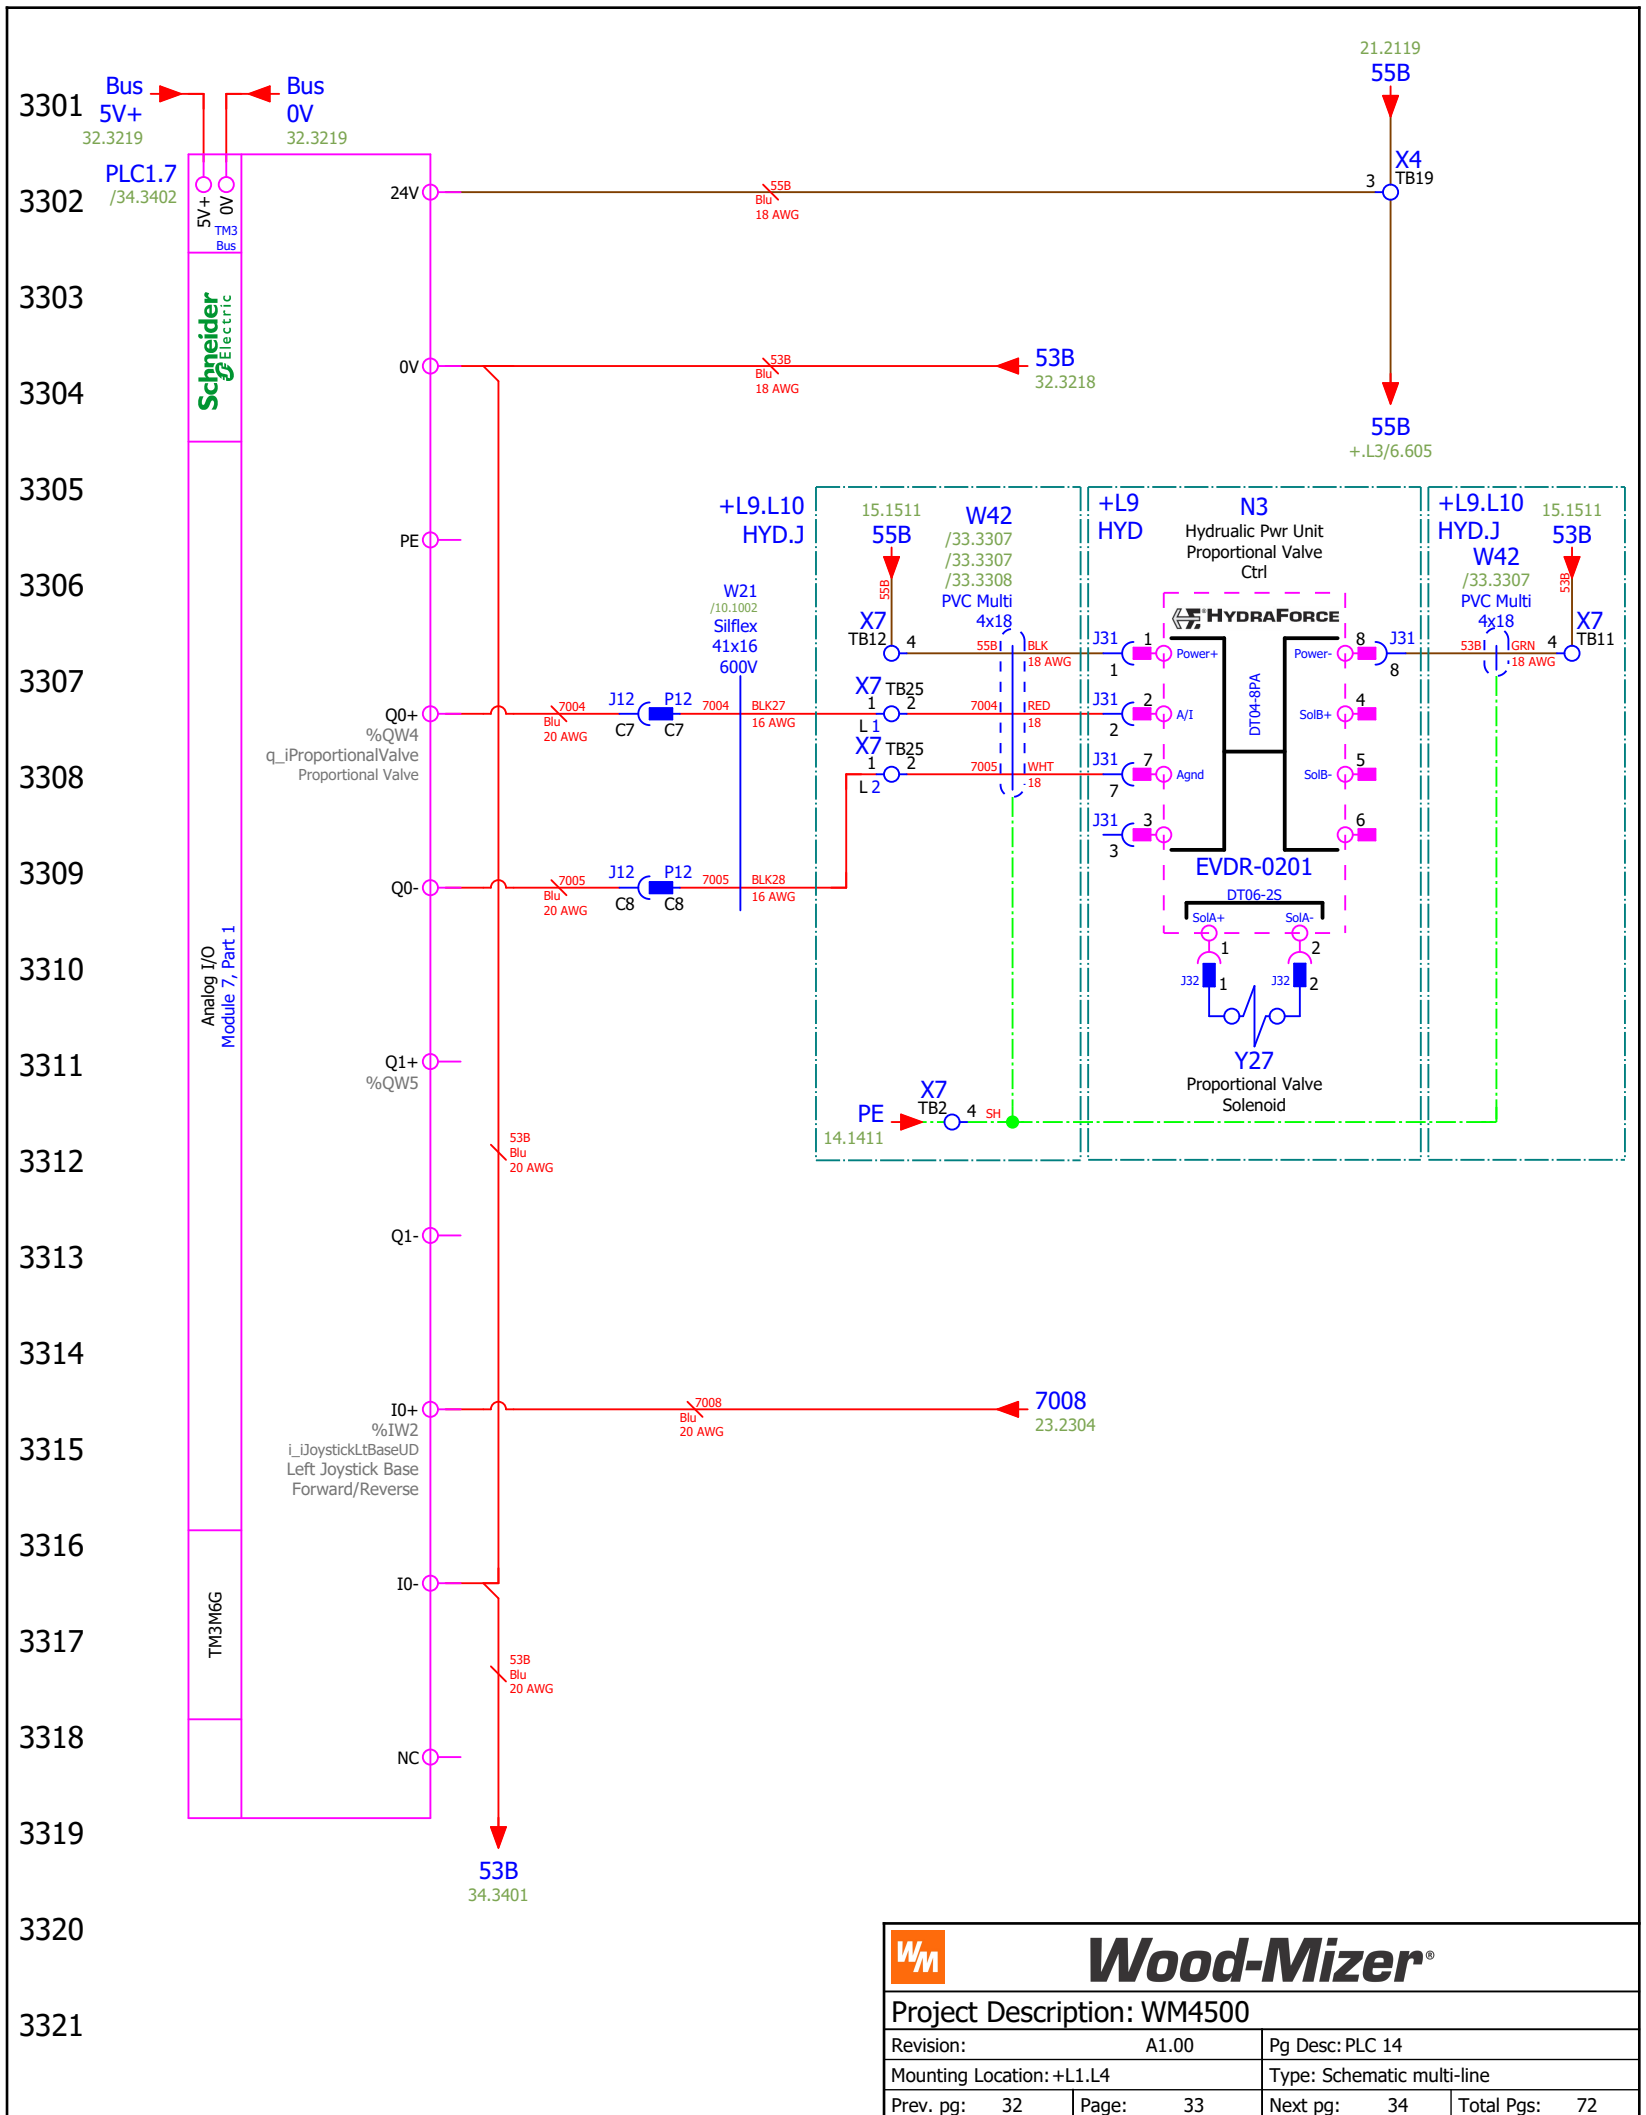 3301
3302
3303
3304
3305
3306
3307
3308
3309
3310
3311
3312
3313
3314
3315
3316
3317
3318
3319
3320
3321
Bus
5V+
32.3219
Bus
0V
32.3219
PLC1.7
/34.3402
5V+
0V
TM3
Bus
Schneider
Electric
Analog I/O
Module 7, Part 1
TM3M6G
24V
0V
PE
Q0+
%QW4
q_iProportionalValve
Proportional Valve
Q0-
Q1+
%QW5
Q1-
I0+
%IW2
i_iJoystickLtBaseUD
Left Joystick Base
Forward/Reverse
I0-
NC
55B
Blu
18 AWG
21.2119
55B
X4
TB19
3
55B
+.L3/6.605
53B
Blu
18 AWG
53B
32.3218
+L9.L10
HYD.J
15.1511
55B
55B
W42
/33.3307
/33.3307
/33.3308
PVC Multi
4x18
+L9
HYD
N3
Hydrualic Pwr Unit
Proportional Valve
Ctrl
HYDRAFORCE
+L9.L10
HYD.J
15.1511
53B
53B
W42
/33.3307
PVC Multi
4x18
W21
/10.1002
Silflex
41x16
600V
X7
TB12
4
55B
BLK
18 AWG
J31
1
1
Power+
Power-
8
J31
8
53B
GRN
18 AWG
4
X7
TB11
7004
Blu
20 AWG
J12
C7
P12
C7
7004
BLK27
16 AWG
X7
TB25
1
2
L 1
7004
RED
18
J31
2
2
A/I
DT04-8PA
SolB+
4
X7
TB25
1
2
L 2
7005
WHT
18
J31
7
7
Agnd
SolB-
5
J31
3
3
6
7005
Blu
20 AWG
J12
C8
P12
C8
7005
BLK28
16 AWG
EVDR-0201
DT06-2S
SolA+
SolA-
1
2
J32
1
J32
2
Y27
Proportional Valve
Solenoid
PE
14.1411
X7
TB2
4
SH
53B
Blu
20 AWG
7008
Blu
20 AWG
7008
23.2304
53B
Blu
20 AWG
53B
34.3401
WM
Wood-Mizer®
Project Description: WM4500
Revision: A1.00
Pg Desc: PLC 14
Mounting Location: +L1.L4
Type: Schematic multi-line
Prev. pg: 32
Page: 33
Next pg: 34
Total Pgs: 72